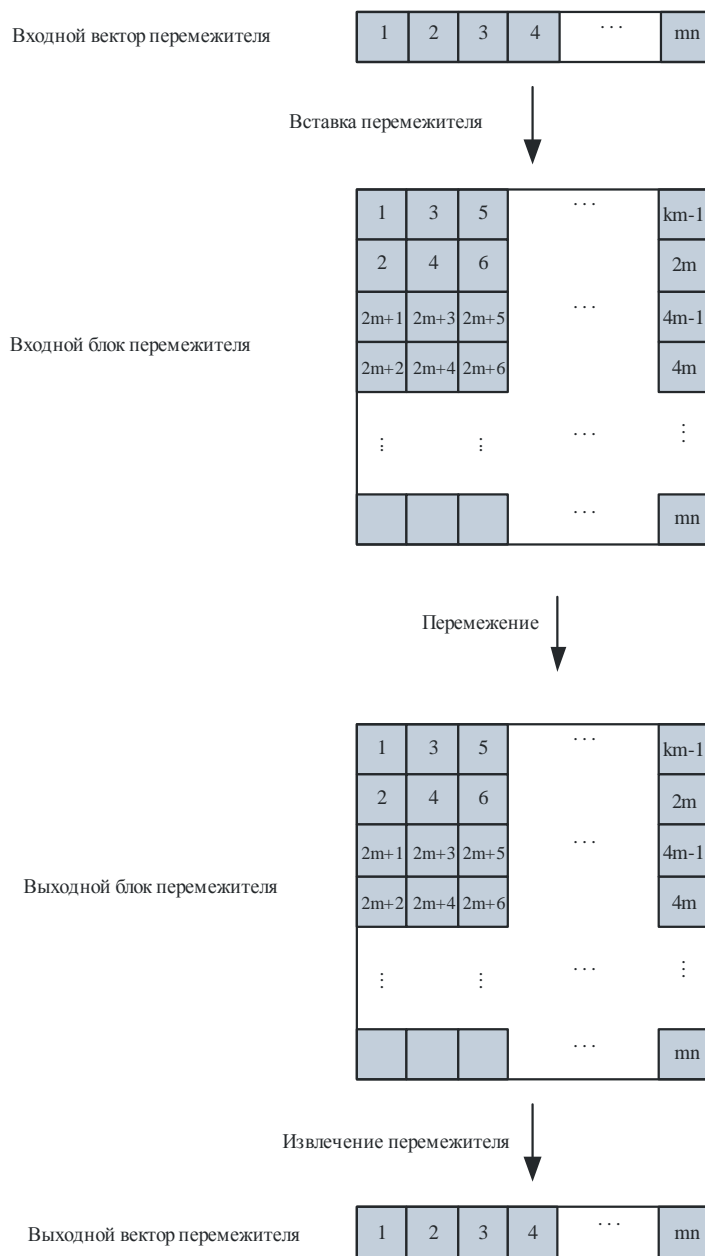 Входной вектор перемежителя 1 2 3 4 ... mn
Вставка перемежителя
1 3 5 ... km-1
2 4 6 2m
2m+1 2m+3 2m+5 ... 4m-1
Входной блок перемежителя
2m+2 2m+4 2m+6 4m
⋮ ⋮ ... ⋮
... mn
Перемежение
1 3 5 ... km-1
2 4 6 2m
2m+1 2m+3 2m+5 ... 4m-1
Выходной блок перемежителя 2m+2 2m+4 2m+6 4m
⋮ ⋮ ... ⋮
... mn
Извлечение перемежителя
Выходной вектор перемежителя 1 2 3 4 ... mn